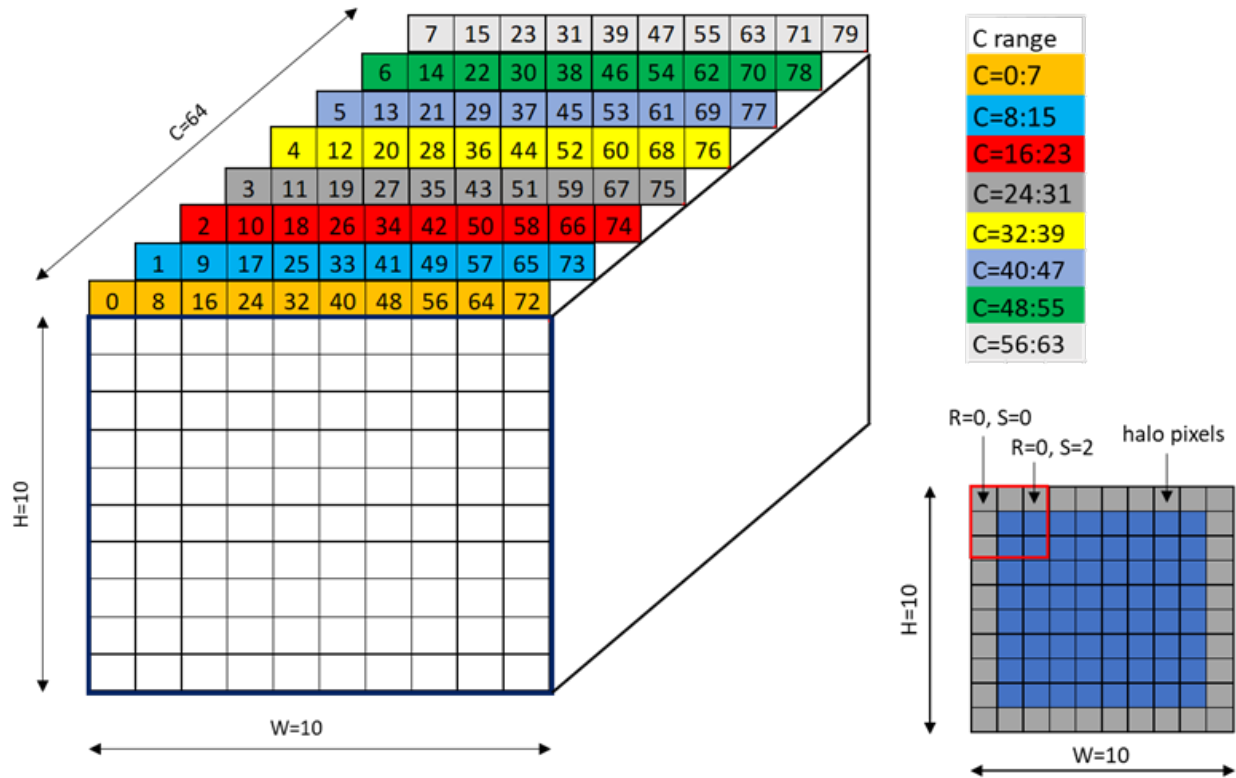 7 15 23 31 39 47 55 63 71 79
6 14 22 30 38 46 54 62 70 78
5 13 21 29 37 45 53 61 69 77
4 12 20 28 36 44 52 60 68 76
3 11 19 27 35 43 51 59 67 75
2 10 18 26 34 42 50 58 66 74
1 9 17 25 33 41 49 57 65 73
0 8 16 24 32 40 48 56 64 72
C=64
H=10
W=10
C range
C=0:7
C=8:15
C=16:23
C=24:31
C=32:39
C=40:47
C=48:55
C=56:63
R=0, S=0
R=0, S=2
halo pixels
H=10
W=10